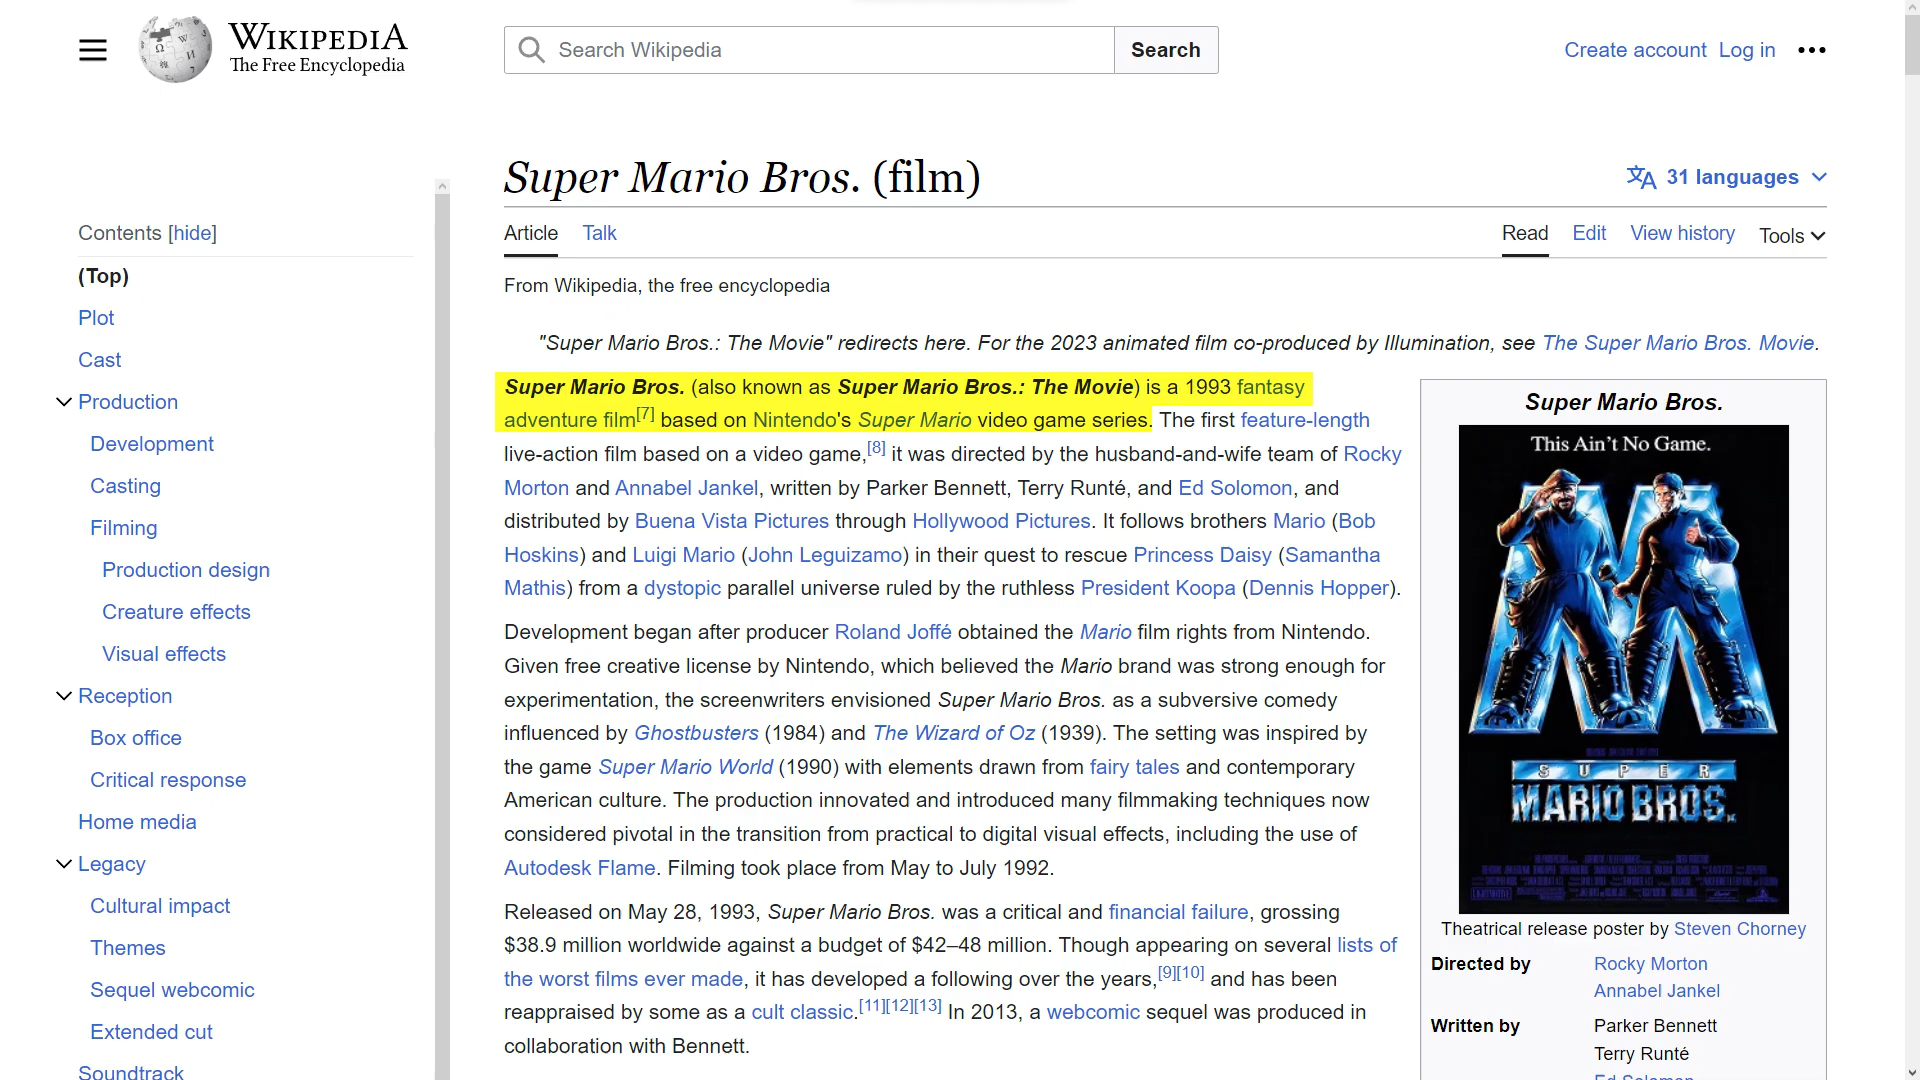 WIKIPEDIA
The Free Encyclopedia
Search Wikipedia
Search
Create account Log in
Super Mario Bros. (film)
31 languages
Contents [hide]
Article Talk
Read Edit View history Tools
(Top)
From Wikipedia, the free encyclopedia
Plot
Cast
Production
Development
Casting
Filming
Production design
Creature effects
Visual effects
Reception
Box office
Critical response
Home media
Legacy
Cultural impact
Themes
Sequel webcomic
Extended cut
Soundtrack
"Super Mario Bros.: The Movie" redirects here. For the 2023 animated film co-produced by Illumination, see The Super Mario Bros. Movie.
Super Mario Bros. (also known as Super Mario Bros.: The Movie) is a 1993 fantasy
adventure film[7] based on Nintendo's Super Mario video game series. The first feature-length
live-action film based on a video game,[8] it was directed by the husband-and-wife team of Rocky
Morton and Annabel Jankel, written by Parker Bennett, Terry Runté, and Ed Solomon, and
distributed by Buena Vista Pictures through Hollywood Pictures. It follows brothers Mario (Bob
Hoskins) and Luigi Mario (John Leguizamo) in their quest to rescue Princess Daisy (Samantha
Mathis) from a dystopic parallel universe ruled by the ruthless President Koopa (Dennis Hopper).
Development began after producer Roland Joffé obtained the Mario film rights from Nintendo.
Given free creative license by Nintendo, which believed the Mario brand was strong enough for
experimentation, the screenwriters envisioned Super Mario Bros. as a subversive comedy
influenced by Ghostbusters (1984) and The Wizard of Oz (1939). The setting was inspired by
the game Super Mario World (1990) with elements drawn from fairy tales and contemporary
American culture. The production innovated and introduced many filmmaking techniques now
considered pivotal in the transition from practical to digital visual effects, including the use of
Autodesk Flame. Filming took place from May to July 1992.
Released on May 28, 1993, Super Mario Bros. was a critical and financial failure, grossing
$38.9 million worldwide against a budget of $42–48 million. Though appearing on several lists of
the worst films ever made, it has developed a following over the years,[9][10] and has been
reappraised by some as a cult classic.[11][12][13] In 2013, a webcomic sequel was produced in
collaboration with Bennett.
Super Mario Bros.
This Ain't No Game.
SUPER
MARIO BROS.
Theatrical release poster by Steven Chorney
Directed by Rocky Morton
Annabel Jankel
Written by Parker Bennett
Terry Runté
Ed Solomon